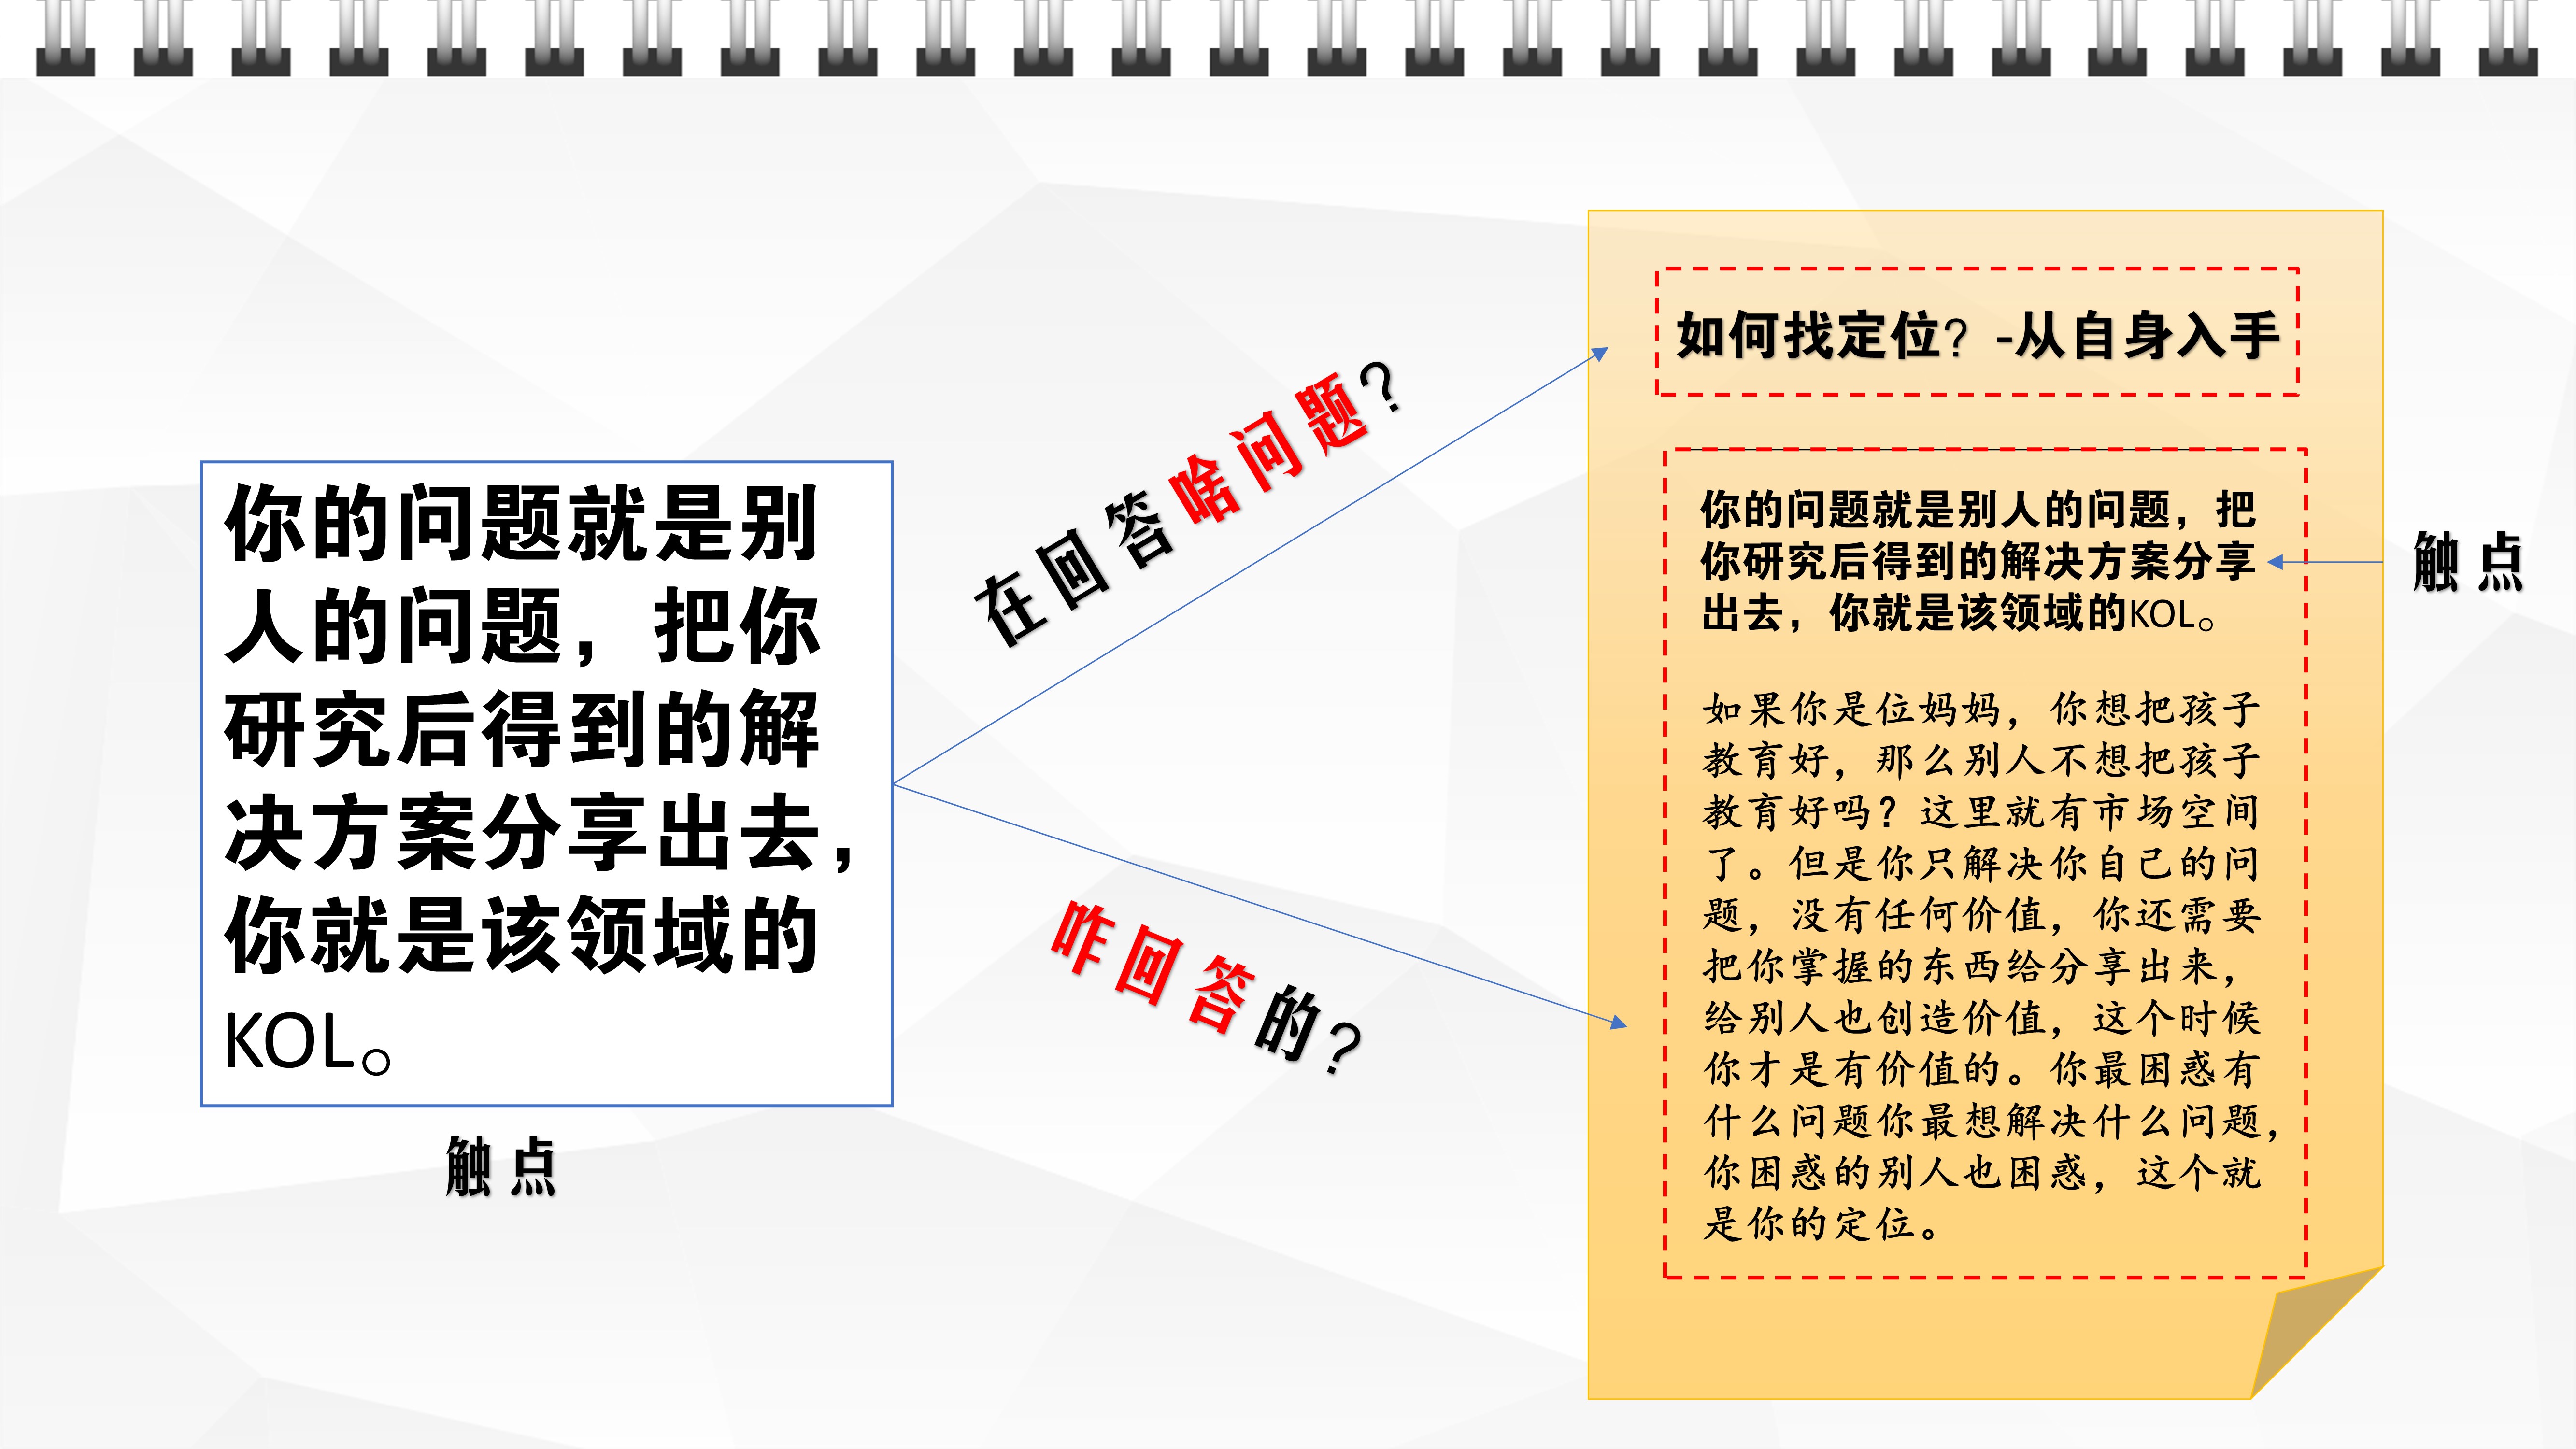 你的问题就是别
人的问题，把你
研究后得到的解
决方案分享出去，
你就是该领域的
KOL。
触点
在回答啥问题？
咋回答的？
如何找定位？-从自身入手
你的问题就是别人的问题，把
你研究后得到的解决方案分享
出去，你就是该领域的KOL。
如果你是位妈妈，你想把孩子
教育好，那么别人不想把孩子
教育好吗？这里就有市场空间
了。但是你只解决你自己的问
题，没有任何价值，你还需要
把你掌握的东西给分享出来，
给别人也创造价值，这个时候
你才是有价值的。你最困惑有
什么问题你最想解决什么问题，
你困惑的别人也困惑，这个就
是你的定位。
触点